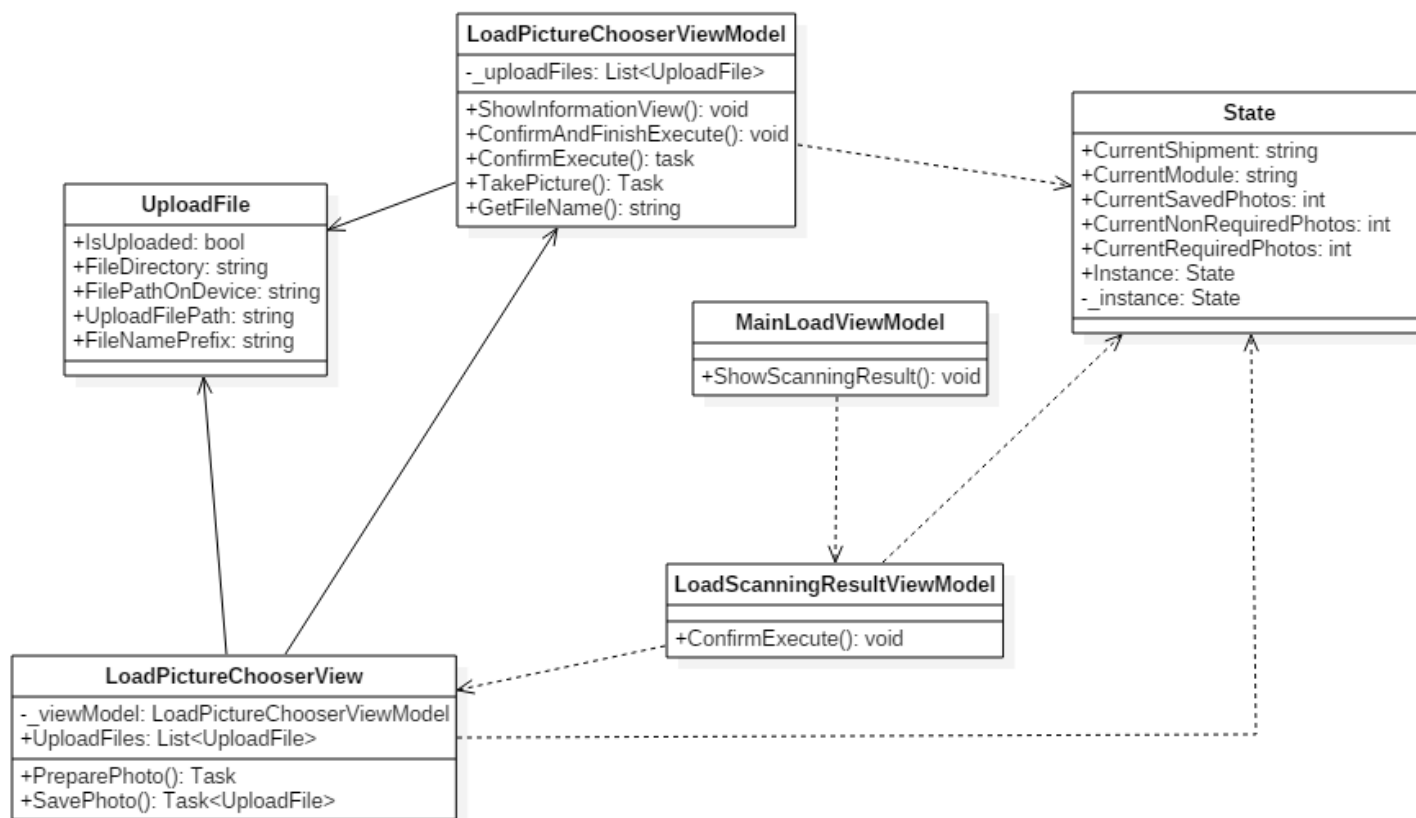 LoadPictureChooserViewModel
-_uploadFiles: List<UploadFile>
+ShowInformationView(): void
+ConfirmAndFinishExecute(): void
+ConfirmExecute(): task
+TakePicture(): Task
+GetFileName(): string
State
+CurrentShipment: string
+CurrentModule: string
+CurrentSavedPhotos: int
+CurrentNonRequiredPhotos: int
+CurrentRequiredPhotos: int
+Instance: State
-_instance: State
UploadFile
+IsUploaded: bool
+FileDirectory: string
+FilePathOnDevice: string
+UploadFilePath: string
+FileNamePrefix: string
MainLoadViewModel
+ShowScanningResult(): void
LoadScanningResultViewModel
+ConfirmExecute(): void
LoadPictureChooserView
-_viewModel: LoadPictureChooserViewModel
+UploadFiles: List<UploadFile>
+PreparePhoto(): Task
+SavePhoto(): Task<UploadFile>